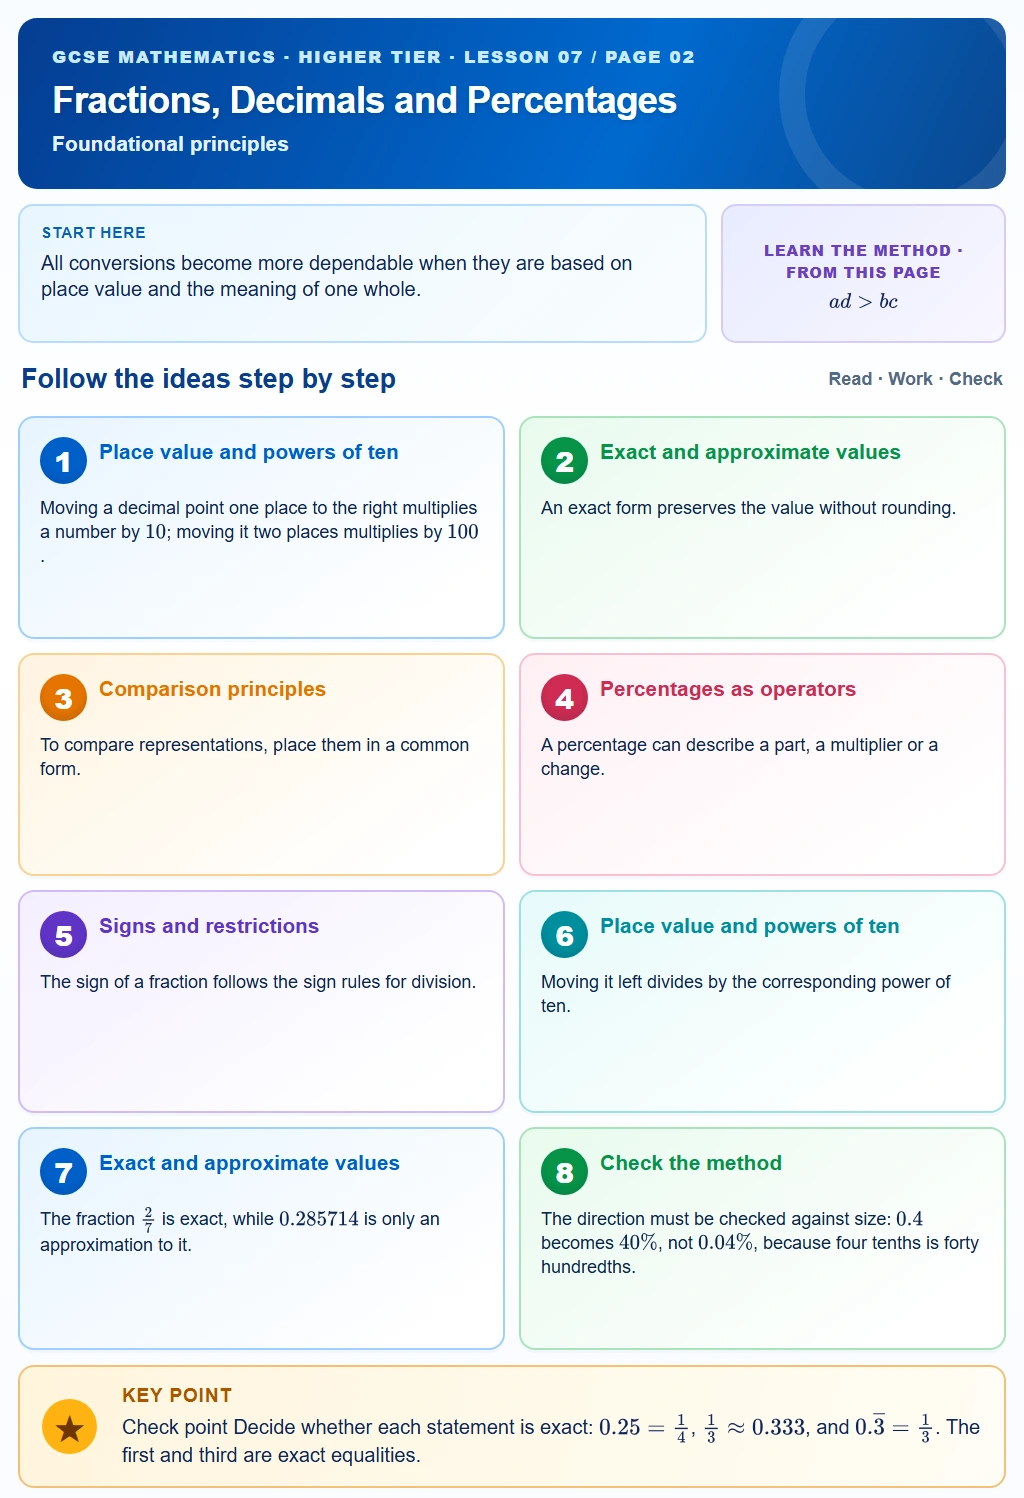 GCSE MATHEMATICS · HIGHER TIER · LESSON 07 / PAGE 02
Fractions, Decimals and Percentages
Foundational principles
START HERE
All conversions become more dependable when they are based on
place value and the meaning of one whole.
LEARN THE METHOD ·
FROM THIS PAGE
ad > bc
Follow the ideas step by step
Read · Work · Check
1 Place value and powers of ten
Moving a decimal point one place to the right multiplies
a number by 10; moving it two places multiplies by 100
.
2 Exact and approximate values
An exact form preserves the value without rounding.
3 Comparison principles
To compare representations, place them in a common
form.
4 Percentages as operators
A percentage can describe a part, a multiplier or a
change.
5 Signs and restrictions
The sign of a fraction follows the sign rules for division.
6 Place value and powers of ten
Moving it left divides by the corresponding power of
ten.
7 Exact and approximate values
The fraction 2/7 is exact, while 0.285714 is only an
approximation to it.
8 Check the method
The direction must be checked against size: 0.4
becomes 40%, not 0.04%, because four tenths is forty
hundredths.
KEY POINT
Check point Decide whether each statement is exact: 0.25 = 1/4, 1/3 ≈ 0.333, and 0.3̅ = 1/3. The
first and third are exact equalities.